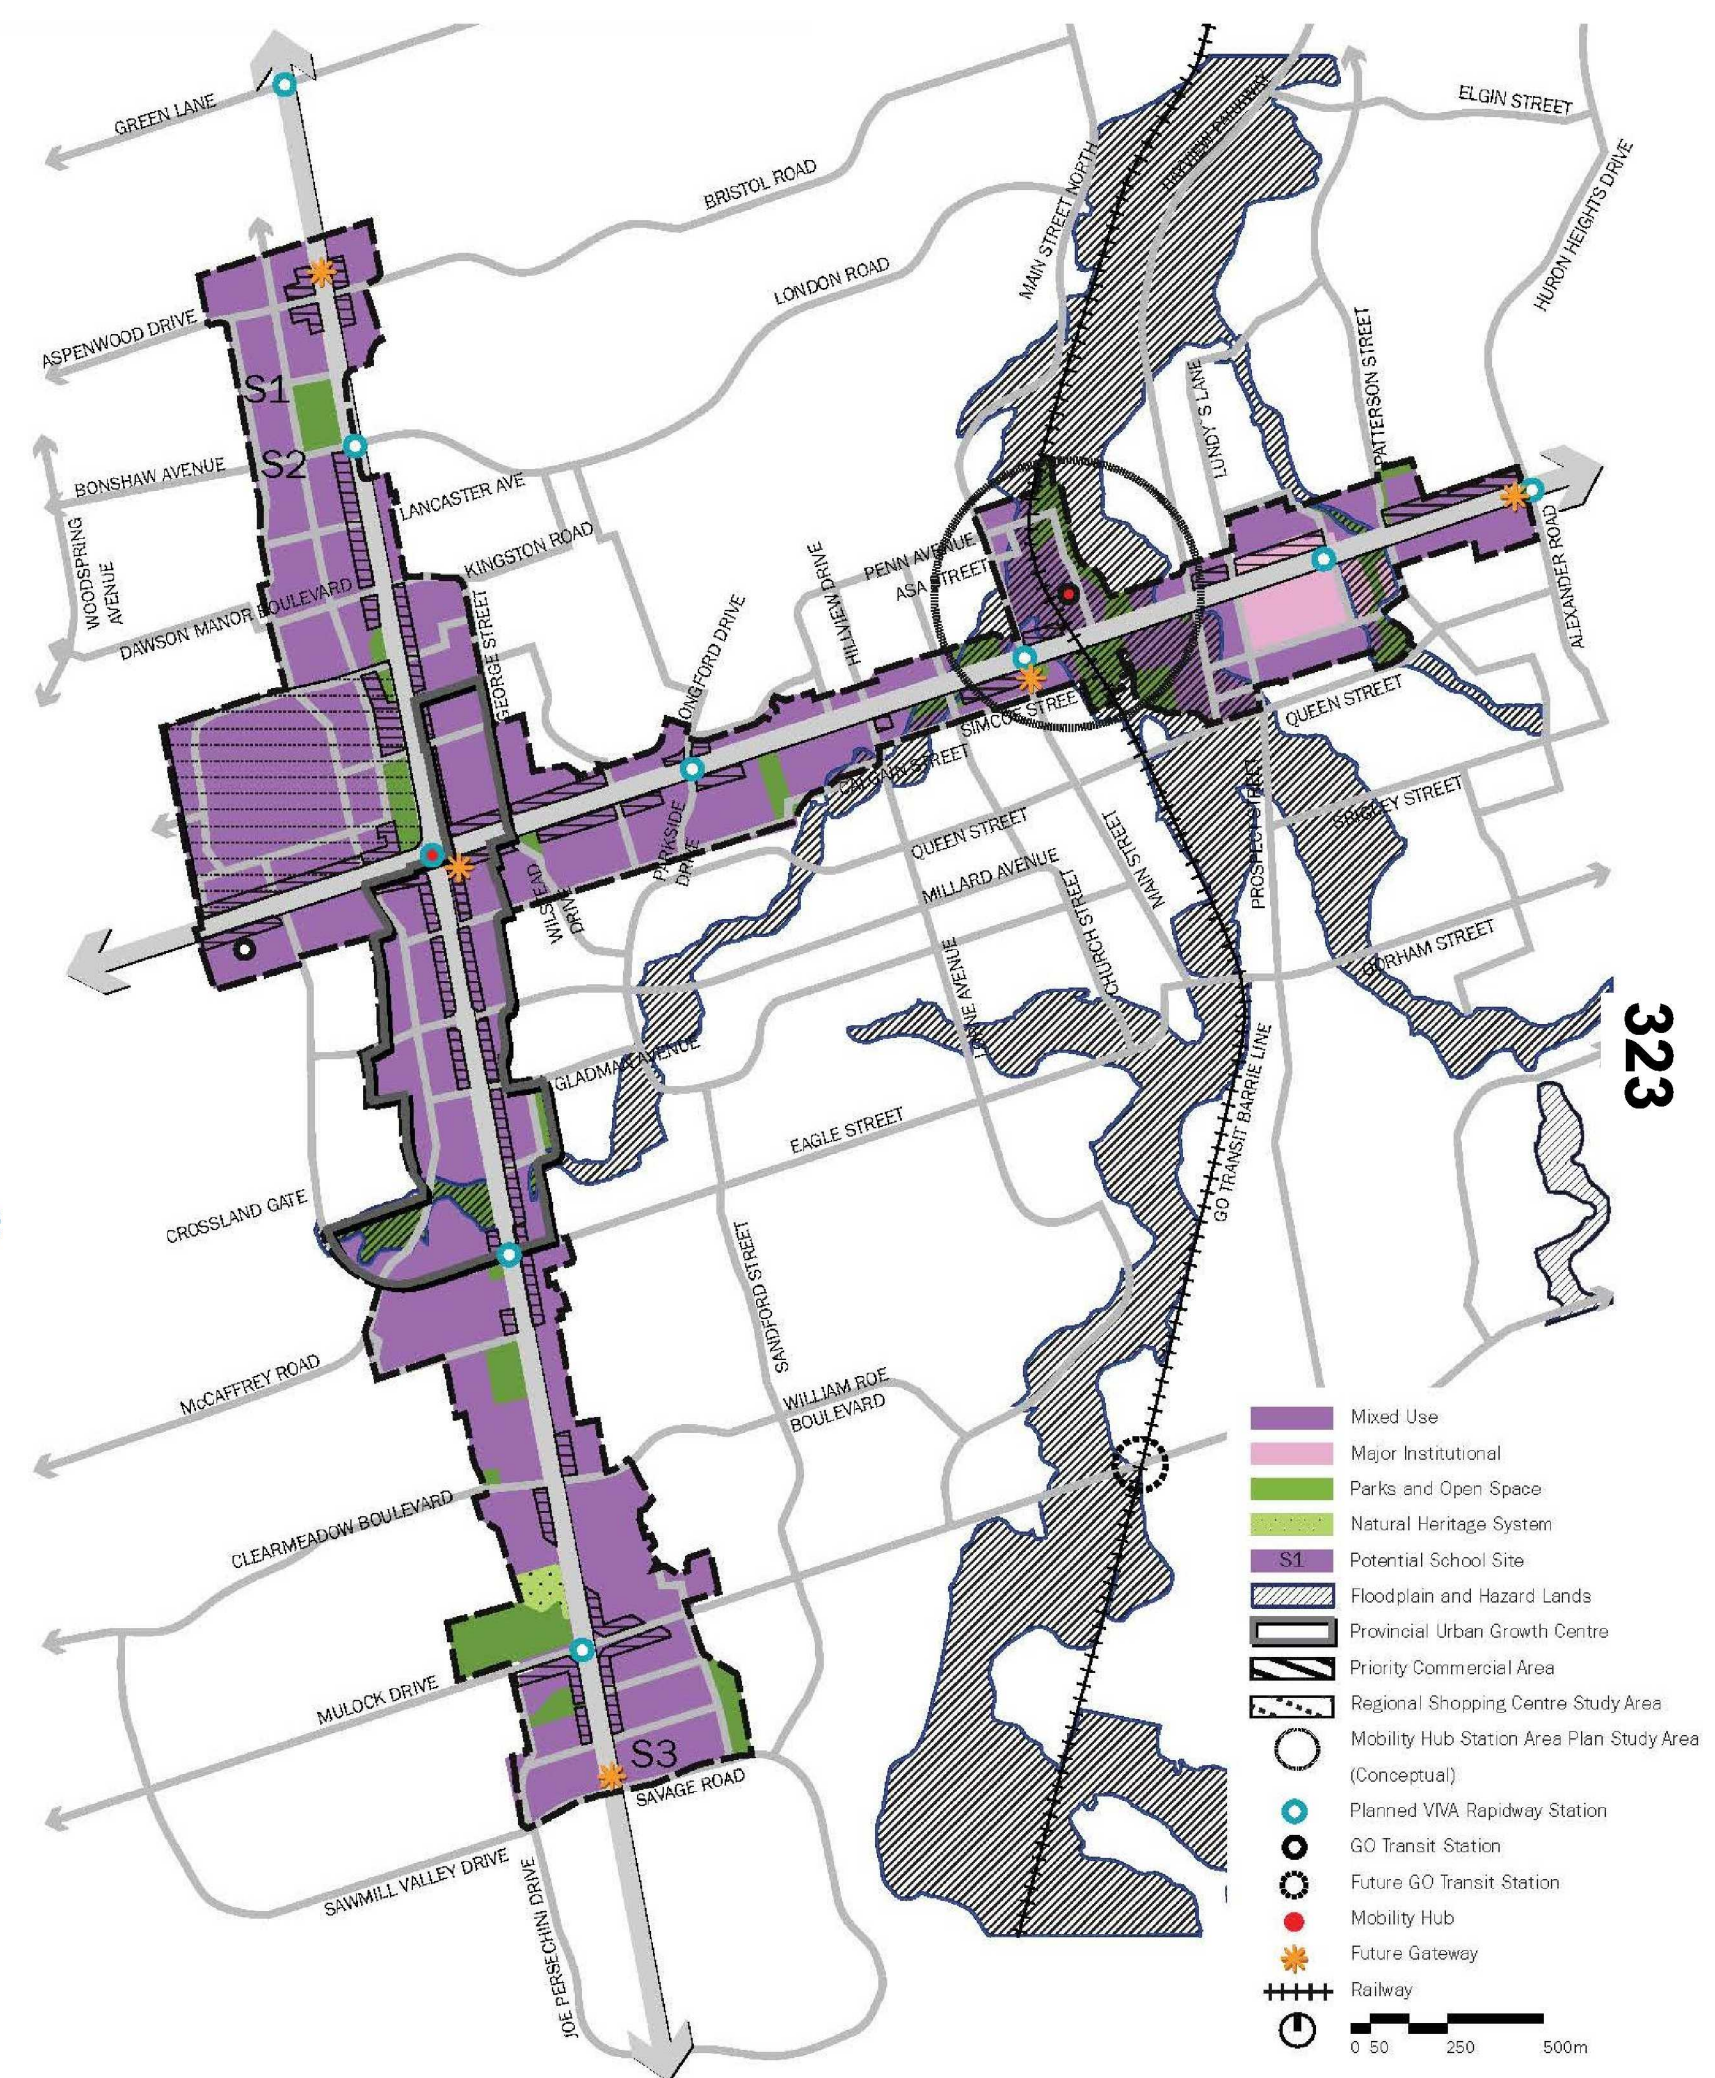 GREEN LANE
BRISTOL ROAD
LONDON ROAD
MAIN STREET NORTH
BAYVIEW PARKWAY
ELGIN STREET
HURON HEIGHTS DRIVE
ASPENWOOD DRIVE
S1
S2
BONSHAW AVENUE
LANCASTER AVE
KINGSTON ROAD
WOODSPRING
AVENUE
DAWSON MANOR BOULEVARD
GEORGE STREET
LONGFORD DRIVE
HILLVIEW DRIVE
PENN AVENUE
ASA STREET
LUNDY'S LANE
PATTERSON STREET
ALEXANDER ROAD
SIMCOE STREE
QUEEN STREET
SRIGLEY STREET
PARKSIDE
DRIVE
WILSTEAD
DRIVE
QUEEN STREET
MILLARD AVENUE
MAIN STREET
CHURCH STREET
PROSPECT STREET
GORHAM STREET
323
GLADMAN AVENUE
EAGLE STREET
GO TRANSIT BARRIE LINE
CROSSLAND GATE
SANDFORD STREET
McCAFFREY ROAD
WILLIAM ROE
BOULEVARD
CLEARMEADOW BOULEVARD
MULOCK DRIVE
S3
SAVAGE ROAD
SAWMILL VALLEY DRIVE
JOE PERSECHINI DRIVE
Mixed Use
Major Institutional
Parks and Open Space
Natural Heritage System
S1 Potential School Site
Floodplain and Hazard Lands
Provincial Urban Growth Centre
Priority Commercial Area
Regional Shopping Centre Study Area
Mobility Hub Station Area Plan Study Area
(Conceptual)
Planned VIVA Rapidway Station
GO Transit Station
Future GO Transit Station
Mobility Hub
Future Gateway
Railway
0 50 250 500m